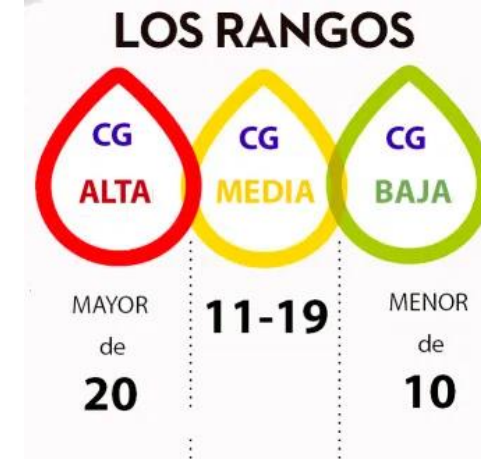 LOS RANGOS
CG
ALTA
MAYOR
de
20
CG
MEDIA
11-19
CG
BAJA
MENOR
de
10